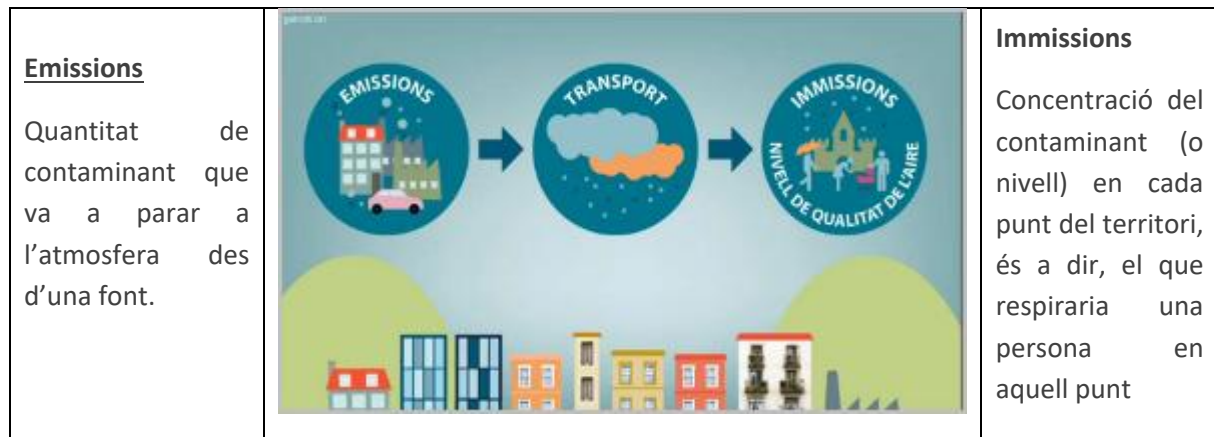 Emissions
Quantitat de
contaminant que
va a parar a
l’atmosfera des
d’una font.
EMISSIONS
TRANSPORT
IMMISSIONS
NIVELL DE QUALITAT DE L'AIRE
Immissions
Concentració del
contaminant (o
nivell) en cada
punt del territori,
és a dir, el que
respiraria una
persona en
aquell punt